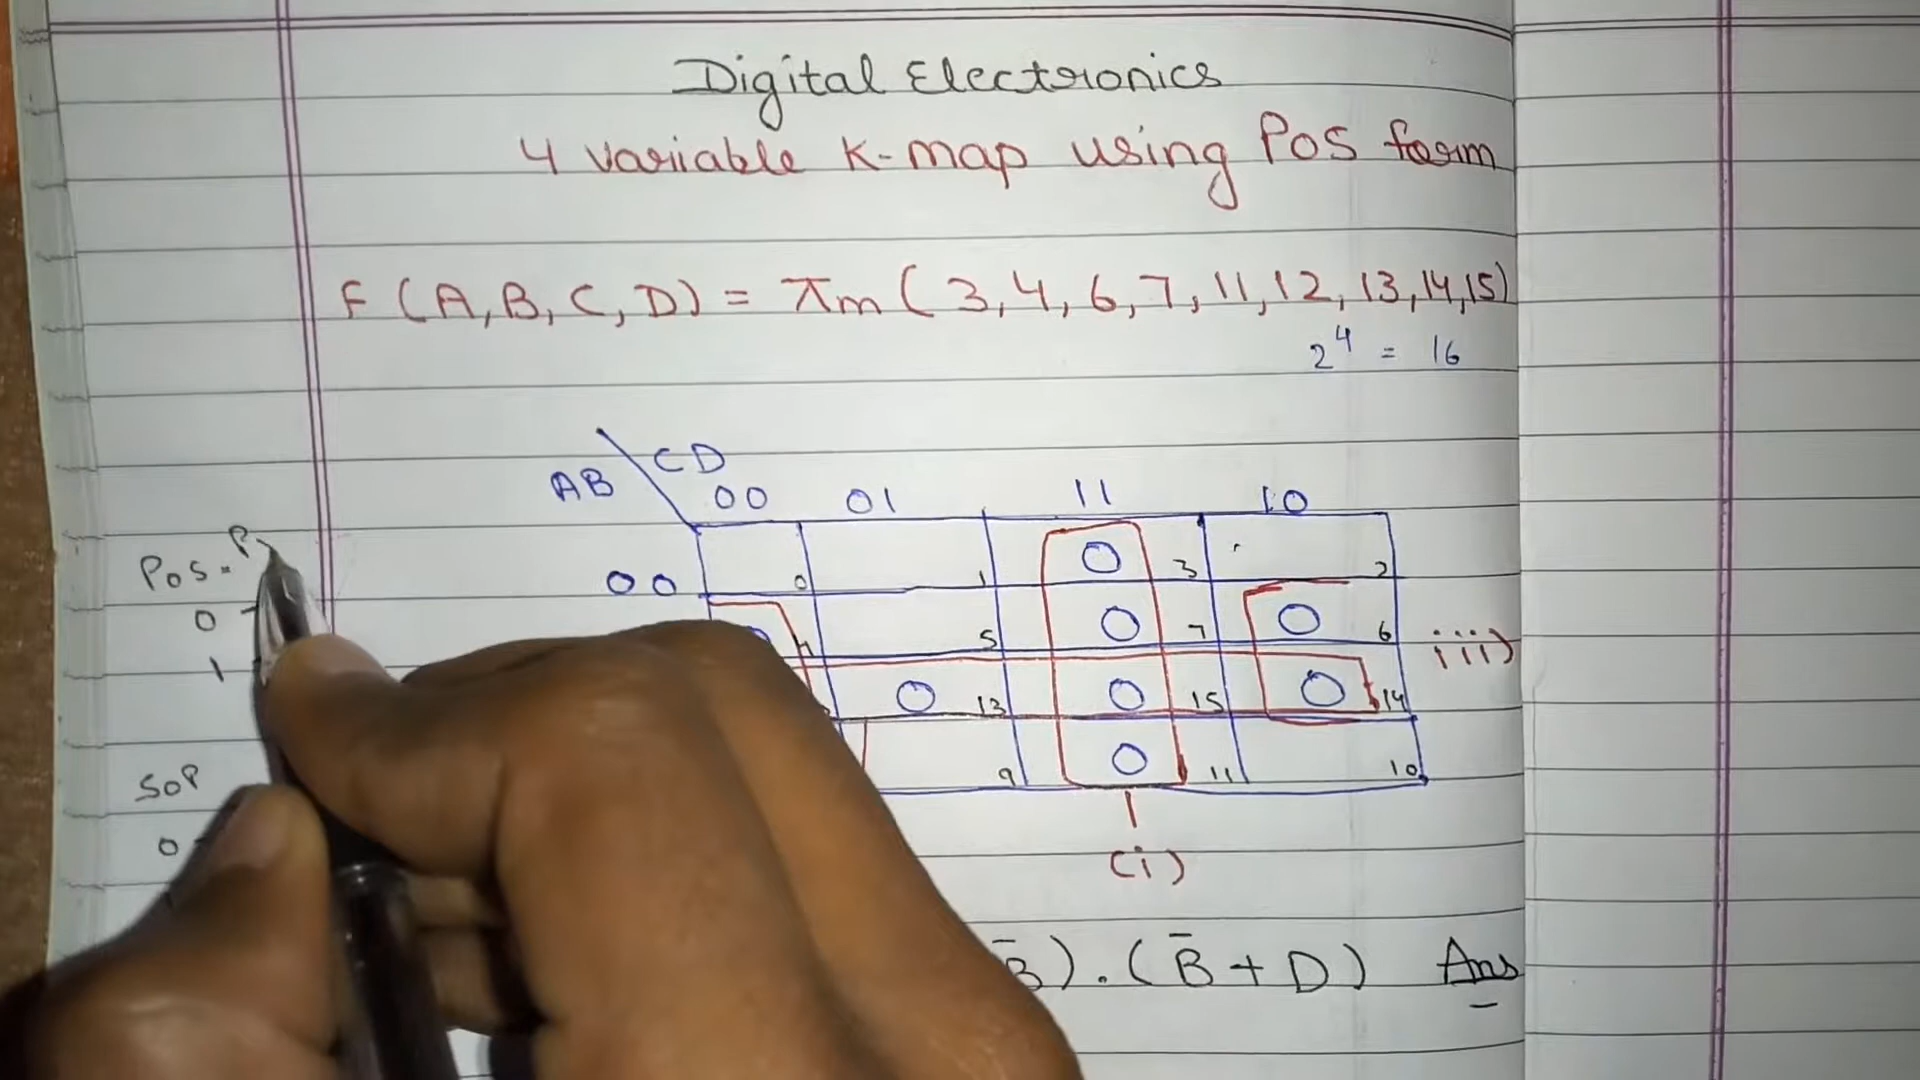 Digital Electronics
4 variable K-map using POS form
F (A, B, C, D) = πm ( 3, 4, 6, 7, 11, 12, 13, 14, 15)
2⁴ = 16
AB \ CD
00 01 11 10
POS = P
00 0 1 0 3 2
0
4 5 0 7 0 6 iii)
1
0 13 0 15 0 14
SOP
9 0 11 10
0
(i)
B̄) . (B̄ + D) Ans